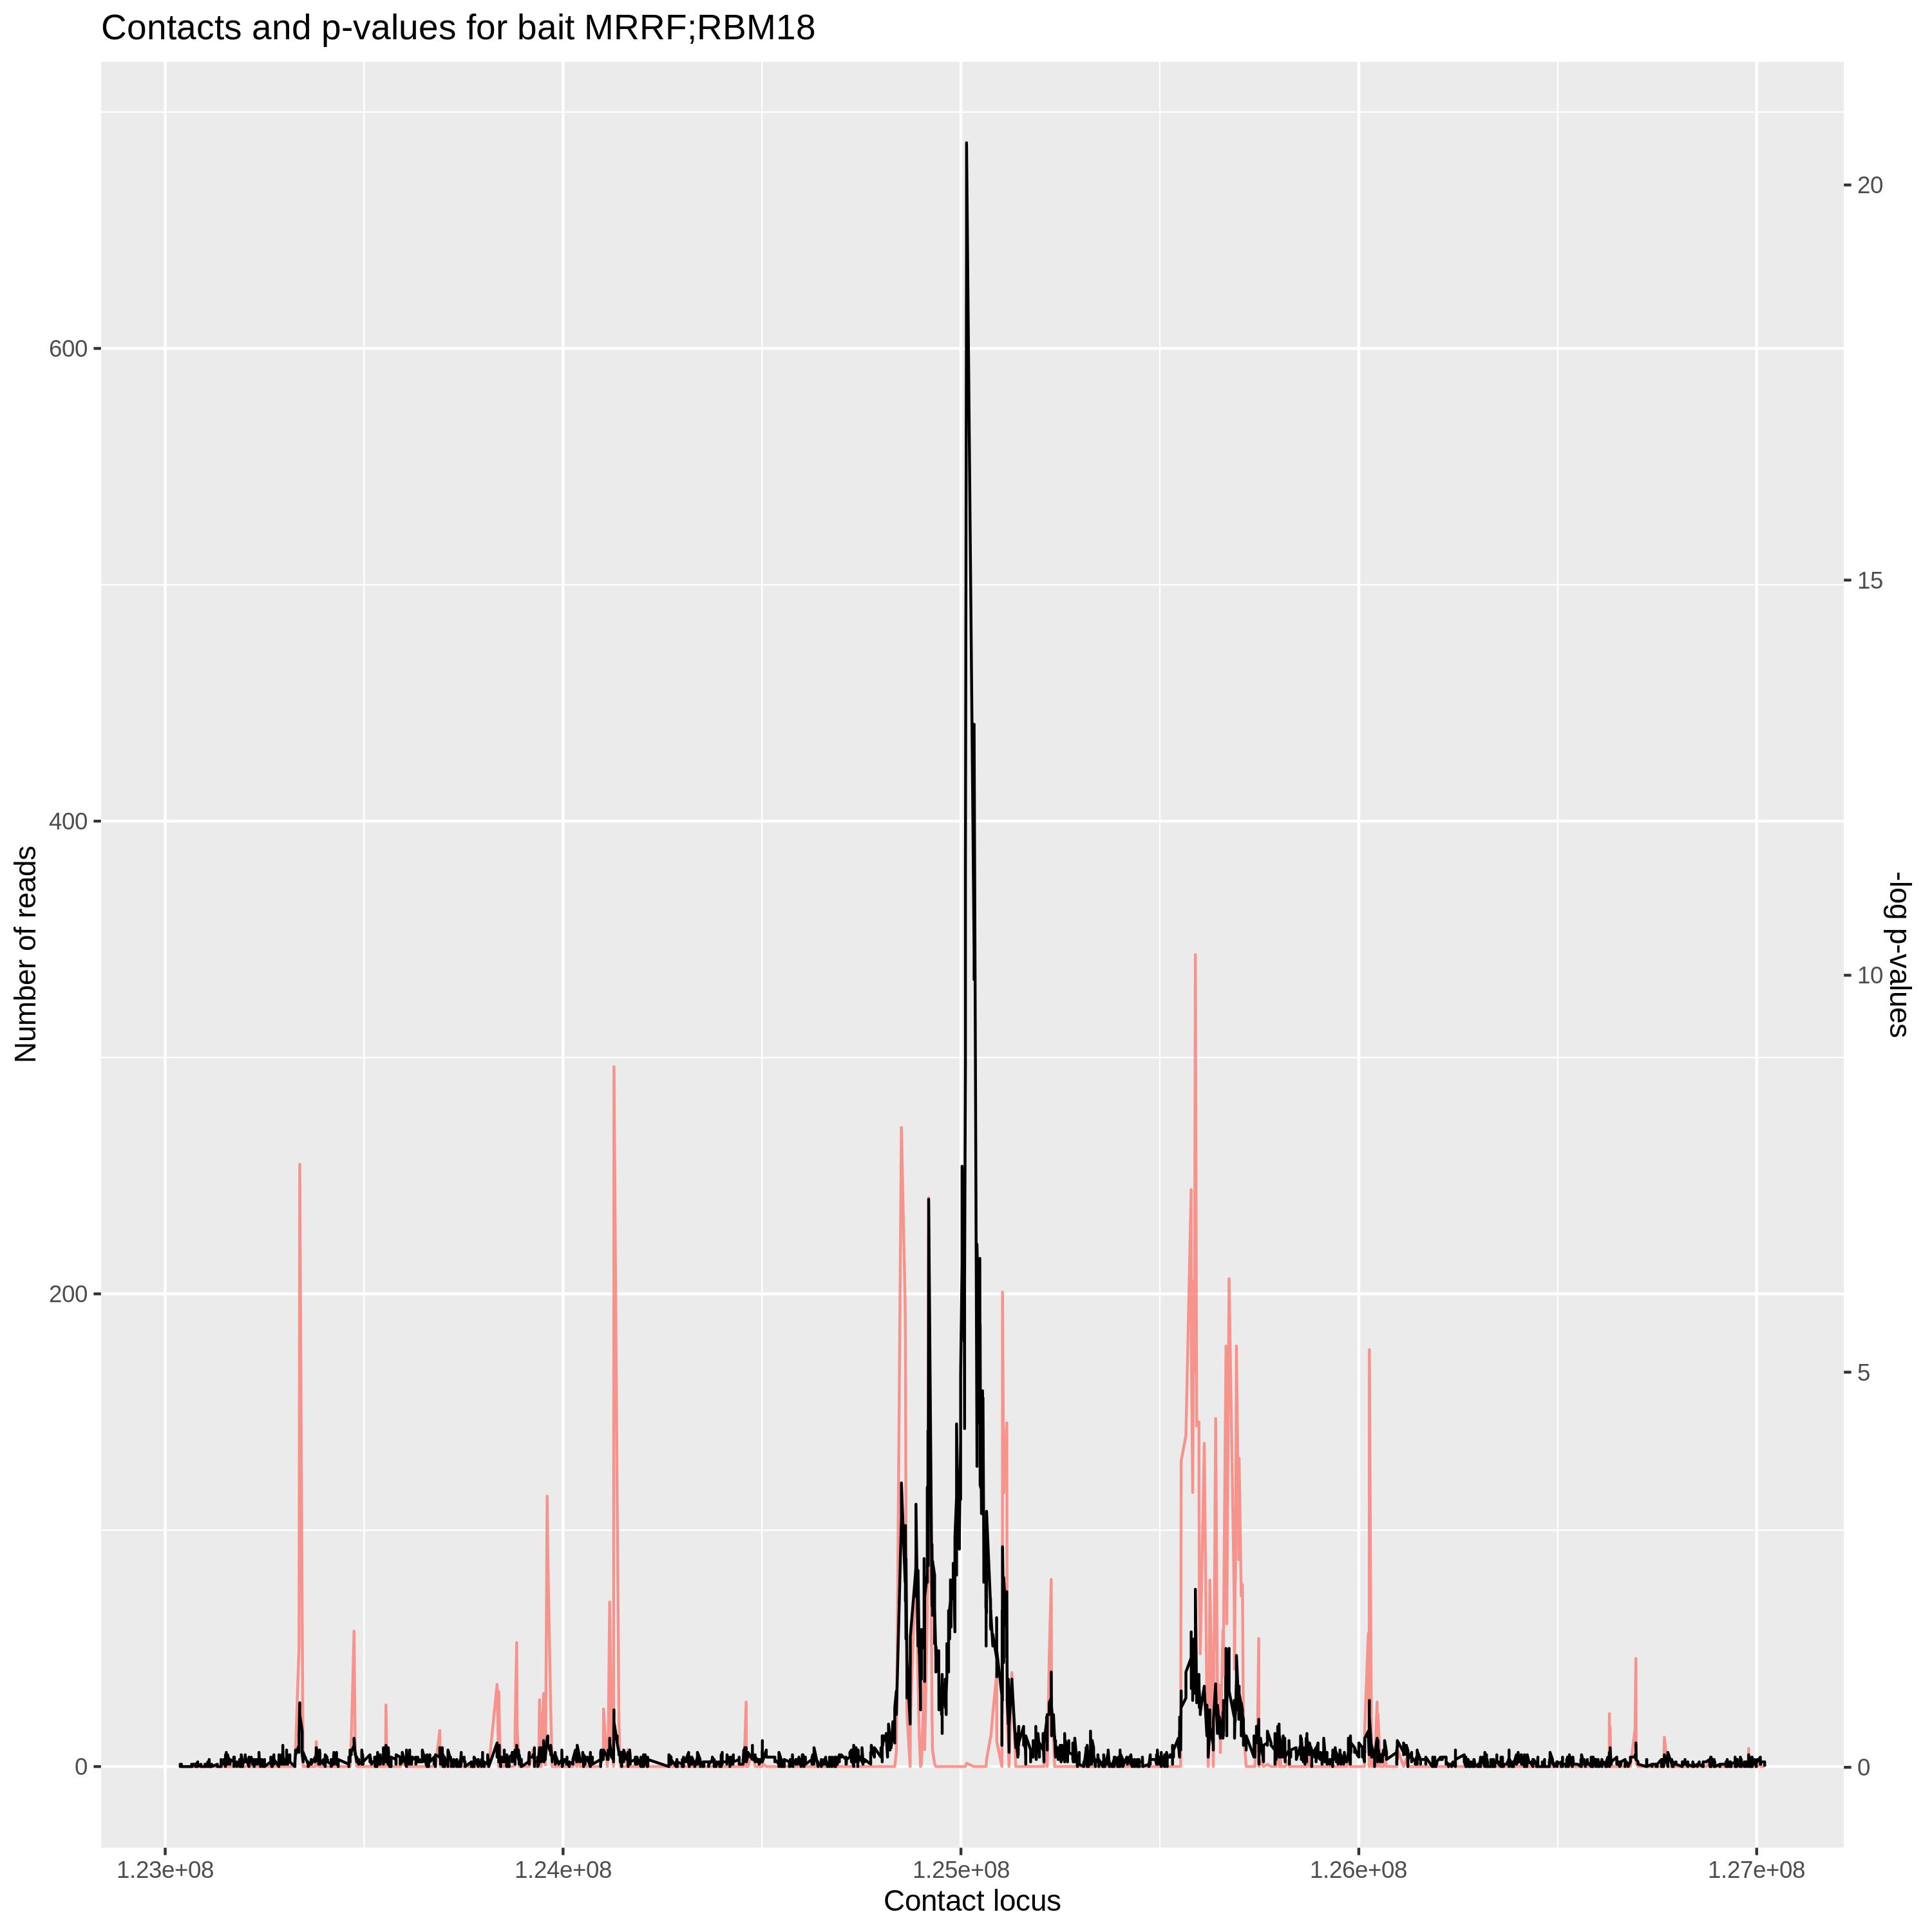 Contacts and p-values for bait MRRF;RBM18
Number of reads
600
400
200
0
20
15
10
5
0
-log p-values
1.23e+08 1.24e+08 1.25e+08 1.26e+08 1.27e+08
Contact locus